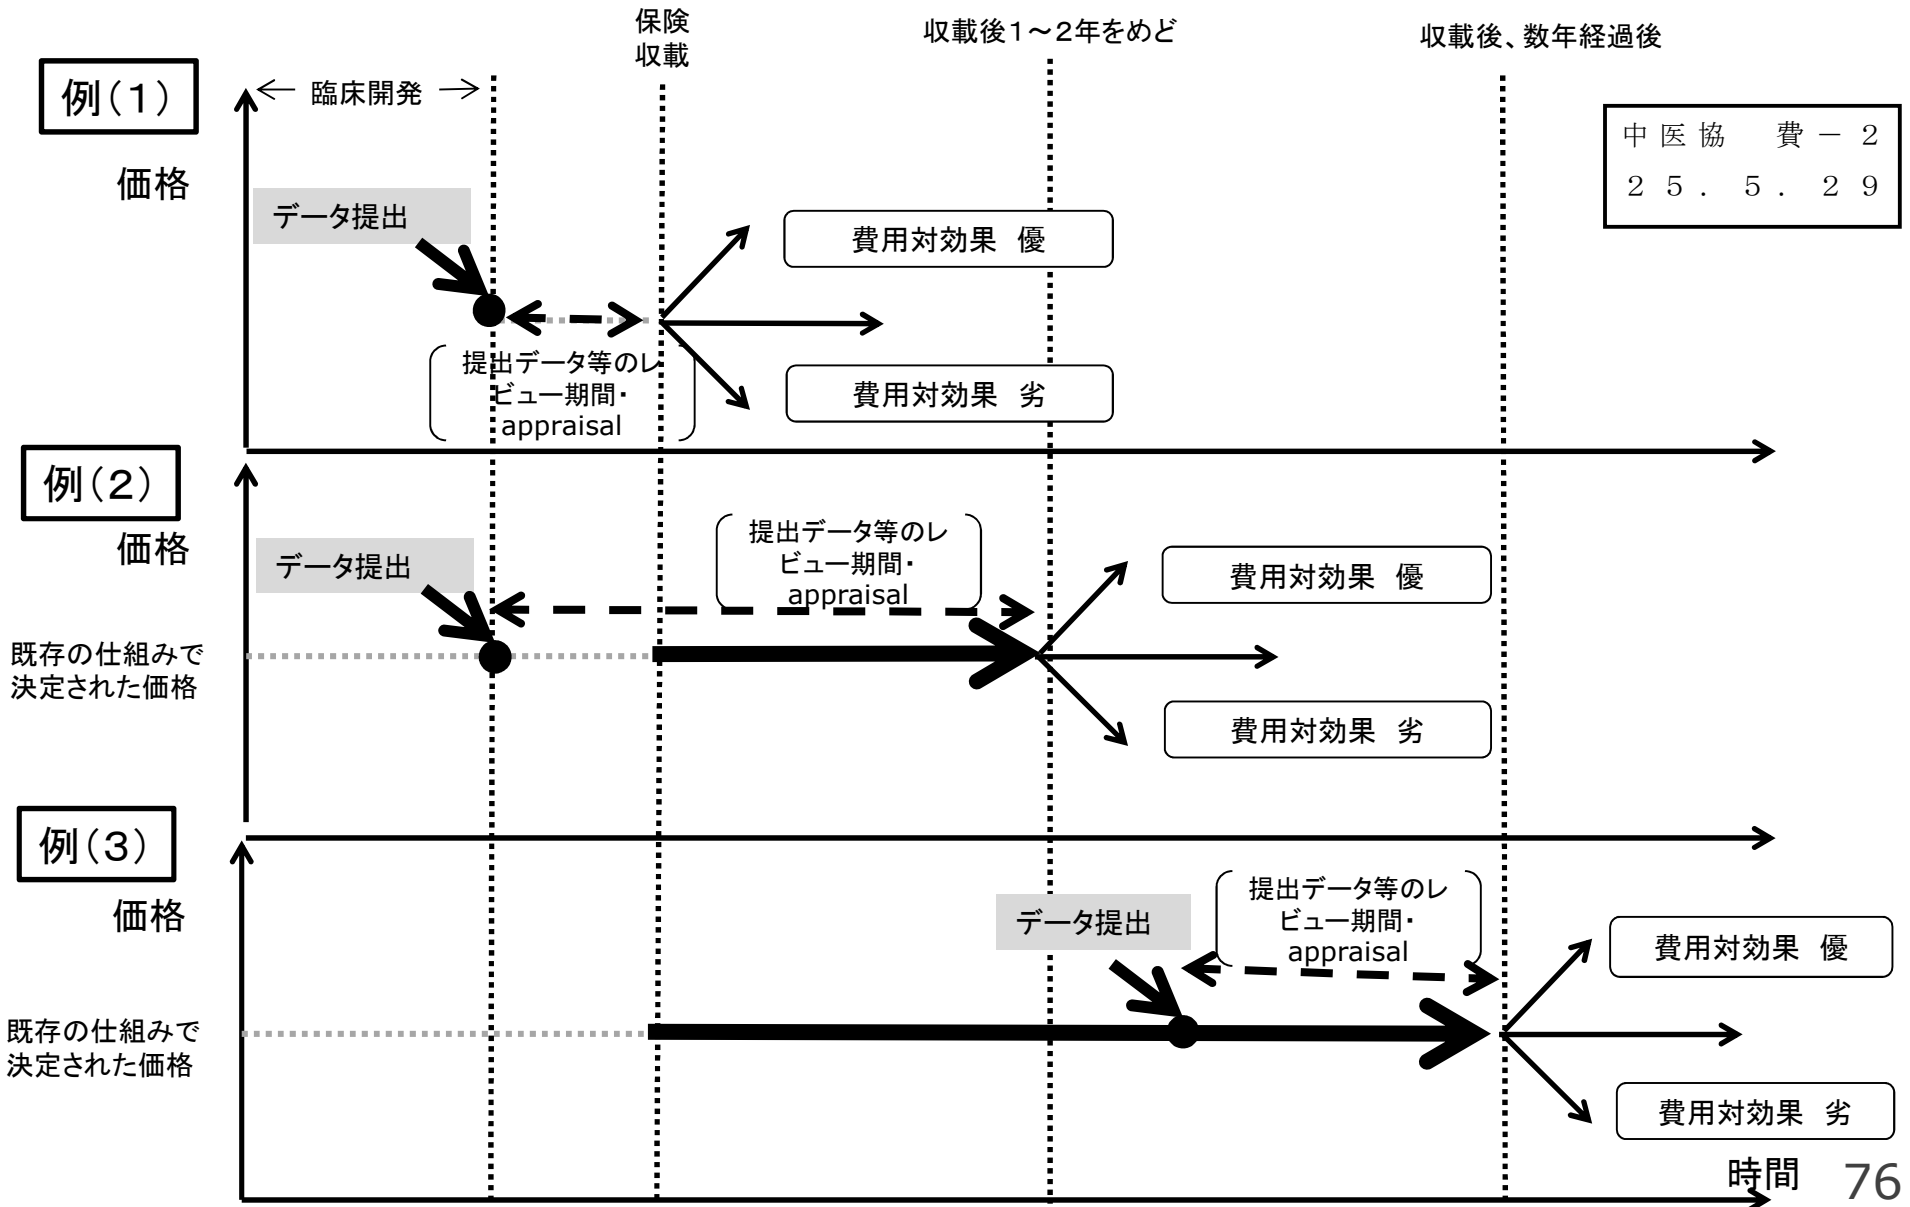 保険
収載
収載後１～２年をめど
収載後、数年経過後
例（１）
臨床開発
中医協　費－２
２５．５．２９
価格
データ提出
費用対効果　優
提出データ等のレ
ビュー期間・
appraisal
費用対効果　劣
例（２）
価格
データ提出
提出データ等のレ
ビュー期間・
appraisal
費用対効果　優
既存の仕組みで
決定された価格
費用対効果　劣
例（３）
価格
データ提出
提出データ等のレ
ビュー期間・
appraisal
費用対効果　優
既存の仕組みで
決定された価格
費用対効果　劣
時間
76